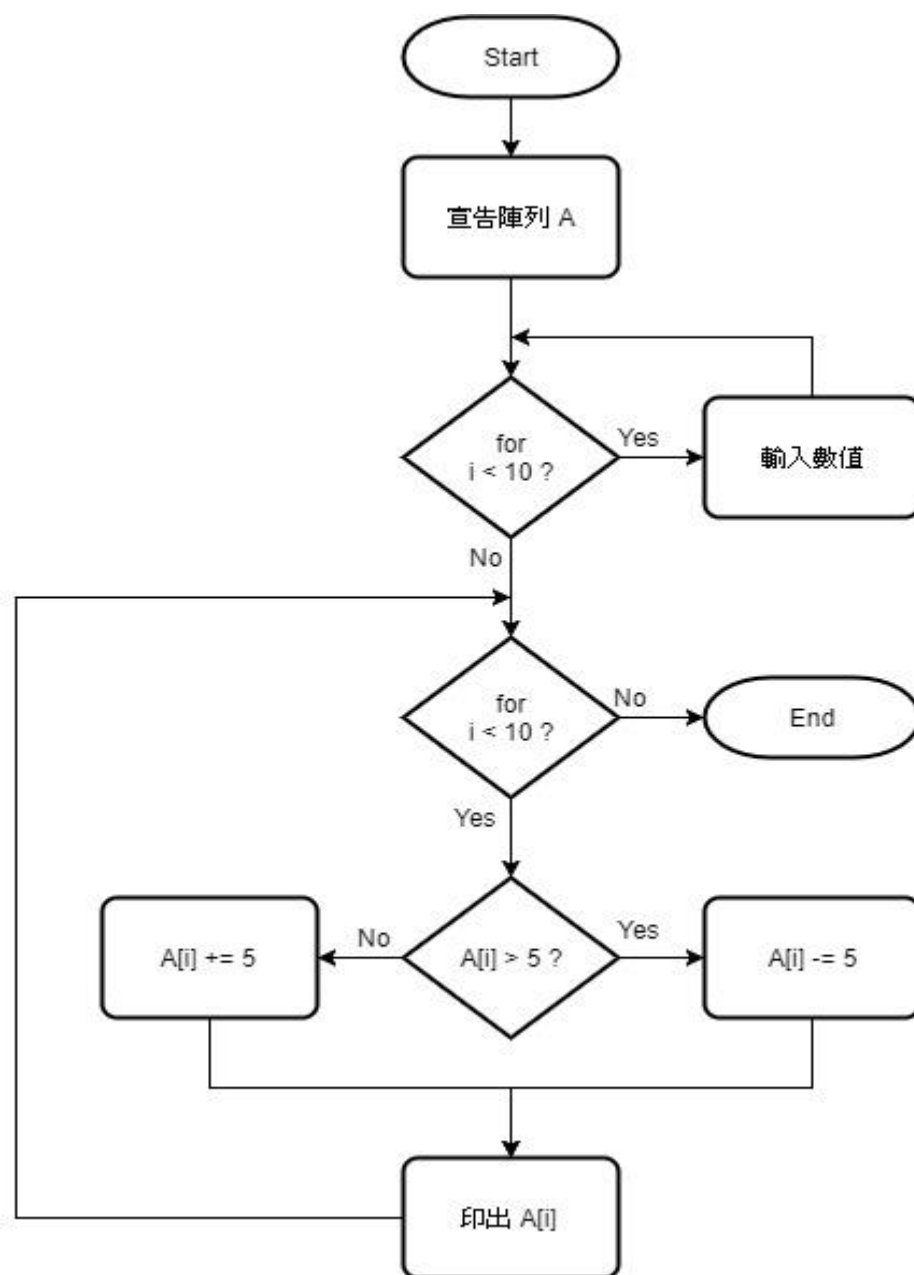 Start
宣告陣列 A
for
i < 10 ?
Yes
輸入數值
No
for
i < 10 ?
No
End
Yes
A[i] += 5
No
A[i] > 5 ?
Yes
A[i] -= 5
印出 A[i]